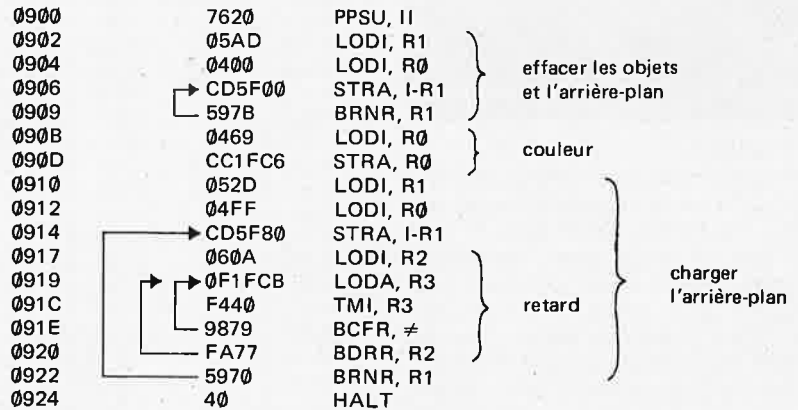 0900 7620 PPSU, II
0902 05AD LODI, R1
0904 0400 LODI, R0
0906 CD5F00 STRA, I-R1
0909 597B BRNR, R1
effacer les objets
et l'arrière-plan
090B 0469 LODI, R0
090D CC1FC6 STRA, R0
couleur
0910 052D LODI, R1
0912 04FF LODI, R0
0914 CD5F80 STRA, I-R1
0917 060A LODI, R2
0919 0F1FCB LODA, R3
091C F440 TMI, R3
091E 9879 BCFR, ≠
0920 FA77 BDRR, R2
retard
0922 5970 BRNR, R1
charger
l'arrière-plan
0924 40 HALT